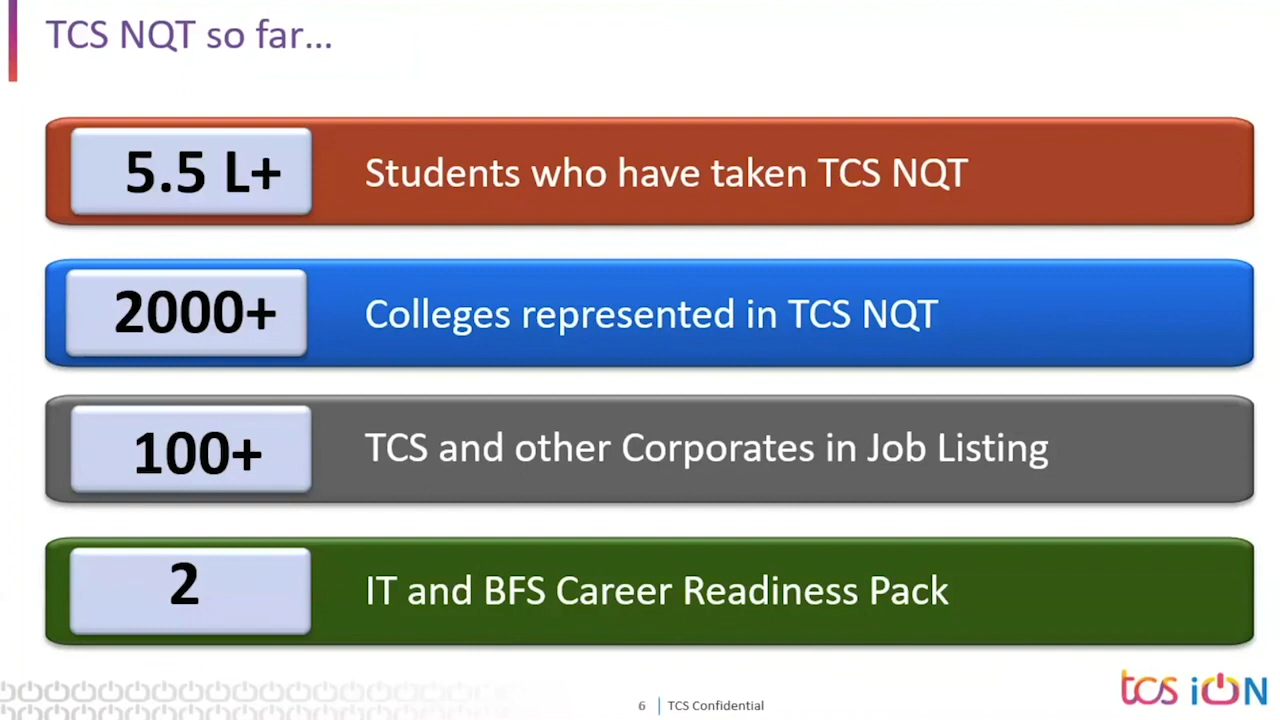 TCS NQT so far...
5.5 L+ Students who have taken TCS NQT
2000+ Colleges represented in TCS NQT
100+ TCS and other Corporates in Job Listing
2 IT and BFS Career Readiness Pack
6 TCS Confidential
tcs iON